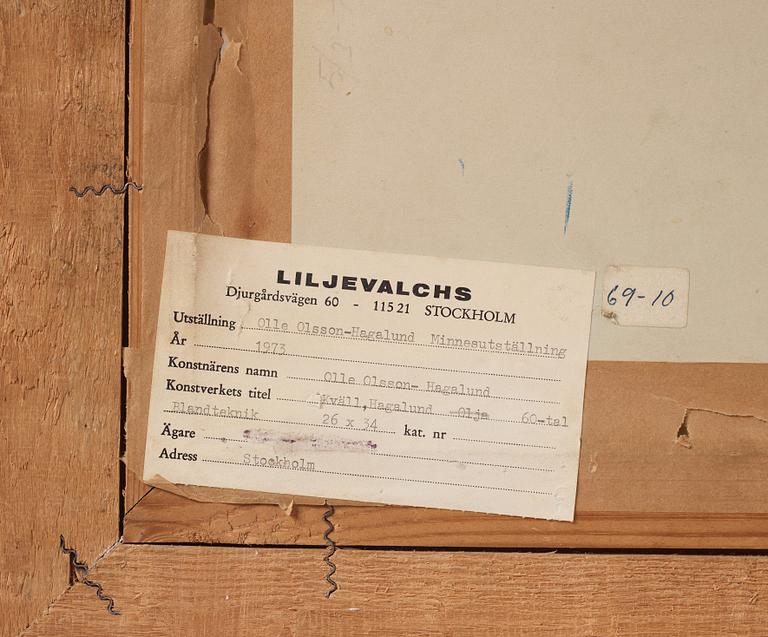 LILJEVALCHS
Djurgårdsvägen 60 - 115 21 STOCKHOLM
Utställning Olle Olsson-Hagalund Minnesutställning
År 1973
Konstnärens namn Olle Olsson- Hagalund
Konstverkets titel Kväll,Hagalund Olja 60-tal
Blandteknik 26 x 34 kat. nr
Ägare
Adress Stockholm
69-10